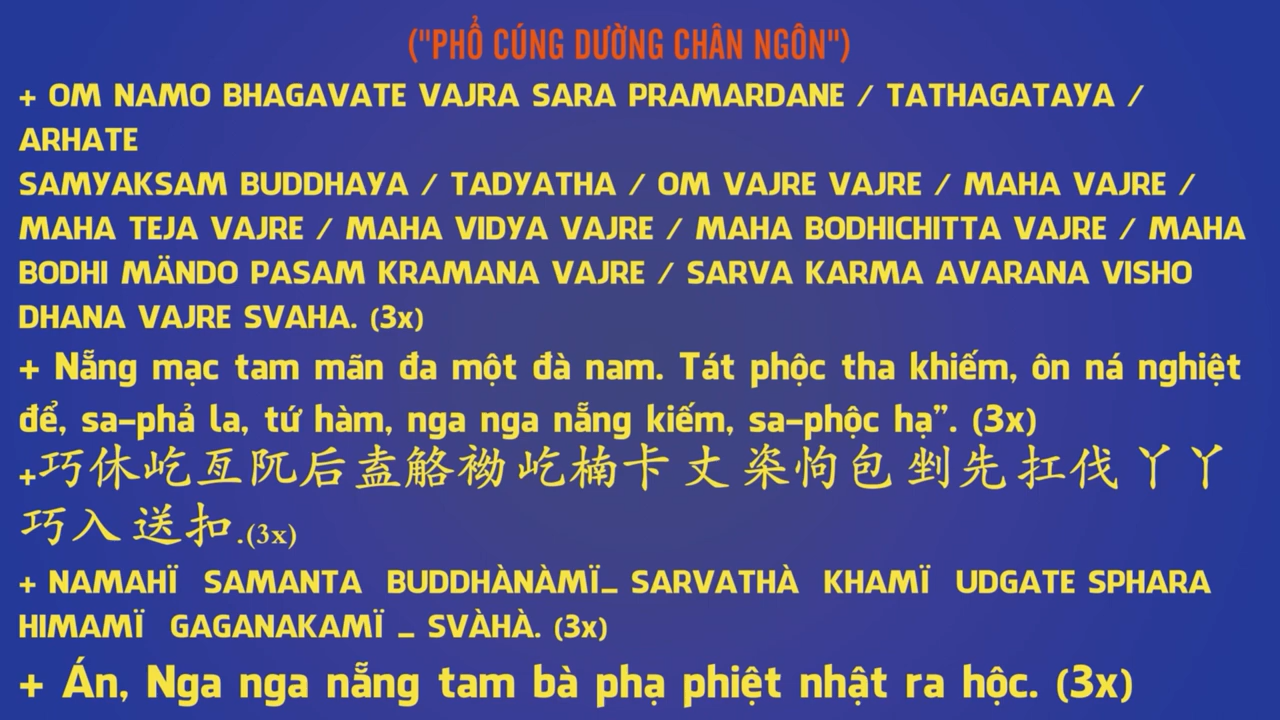 ("PHỔ CÚNG DƯỜNG CHÂN NGÔN")
+ OM NAMO BHAGAVATE VAJRA SARA PRAMARDANE / TATHAGATAYA /
ARHATE
SAMYAKSAM BUDDHAYA / TADYATHA / OM VAJRE VAJRE / MAHA VAJRE /
MAHA TEJA VAJRE / MAHA VIDYA VAJRE / MAHA BODHICHITTA VAJRE / MAHA
BODHI MÄNDO PASAM KRAMANA VAJRE / SARVA KARMA AVARANA VISHO
DHANA VAJRE SVAHA. (3x)
+ Nẵng mạc tam mãn đa một đà nam. Tát phộc tha khiếm, ôn ná nghiệt
để, sa-phả la, tứ hàm, nga nga nẵng kiếm, sa-phộc hạ”. (3x)
+巧休屹亙阢后盍觡袎屹楠卡丈 栥怐包 剉先扛伐 丫丫
巧入送扣.(3x)
+ NAMAHÏ SAMANTA BUDDHÀNÀMÏ_ SARVATHÀ KHAMÏ UDGATE SPHARA
HIMAMÏ GAGANAKAMÏ _ SVÀHÀ. (3x)
+ Án, Nga nga nẵng tam bà phạ phiệt nhật ra hộc. (3x)